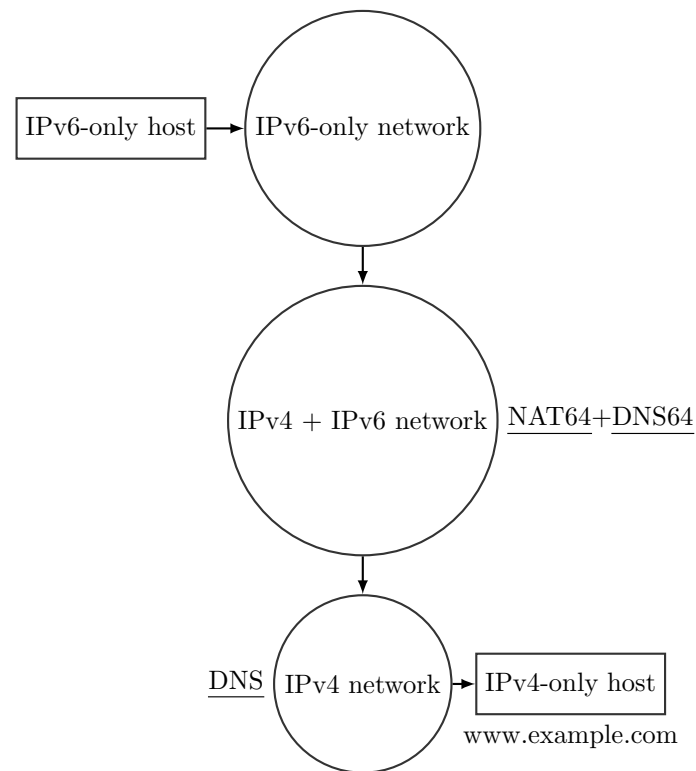 IPv6-only host
IPv6-only network
IPv4 + IPv6 network
NAT64+DNS64
DNS
IPv4 network
IPv4-only host
www.example.com